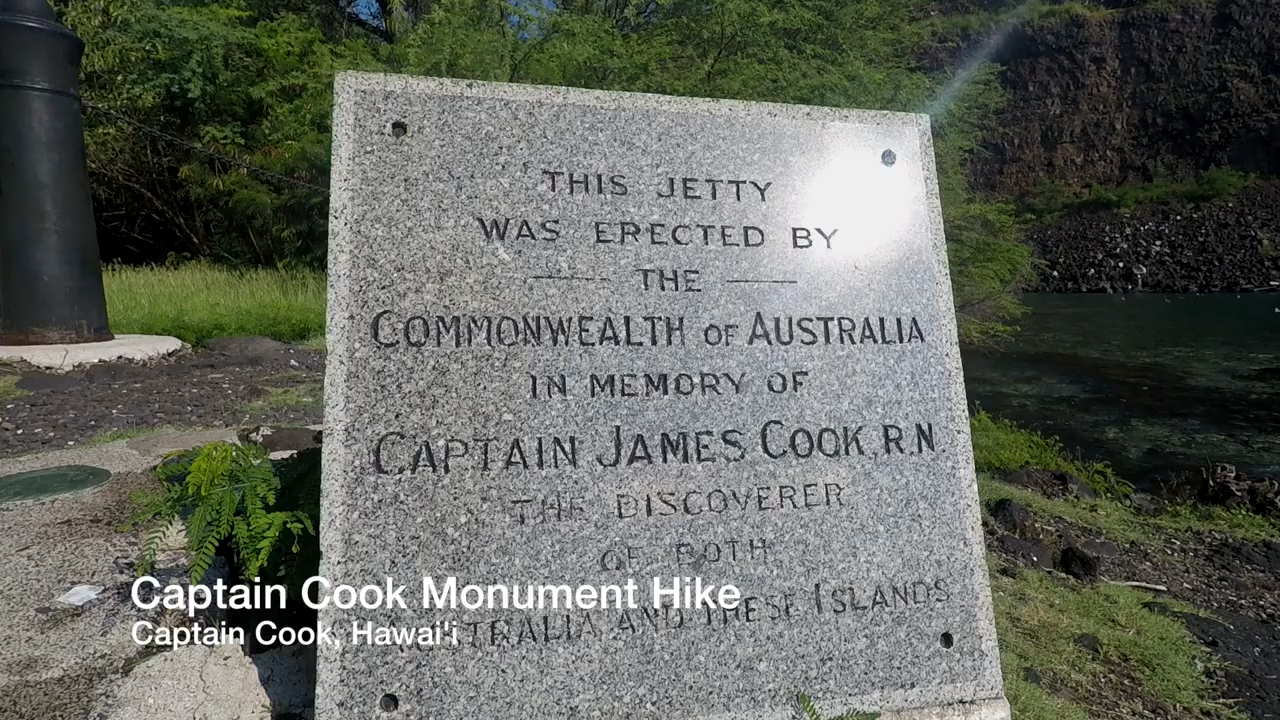 THIS JETTY
WAS ERECTED BY
THE
COMMONWEALTH OF AUSTRALIA
IN MEMORY OF
CAPTAIN JAMES COOK, R.N.
THE DISCOVERER
OF BOTH
AUSTRALIA AND THESE ISLANDS
Captain Cook Monument Hike
Captain Cook, Hawai'i